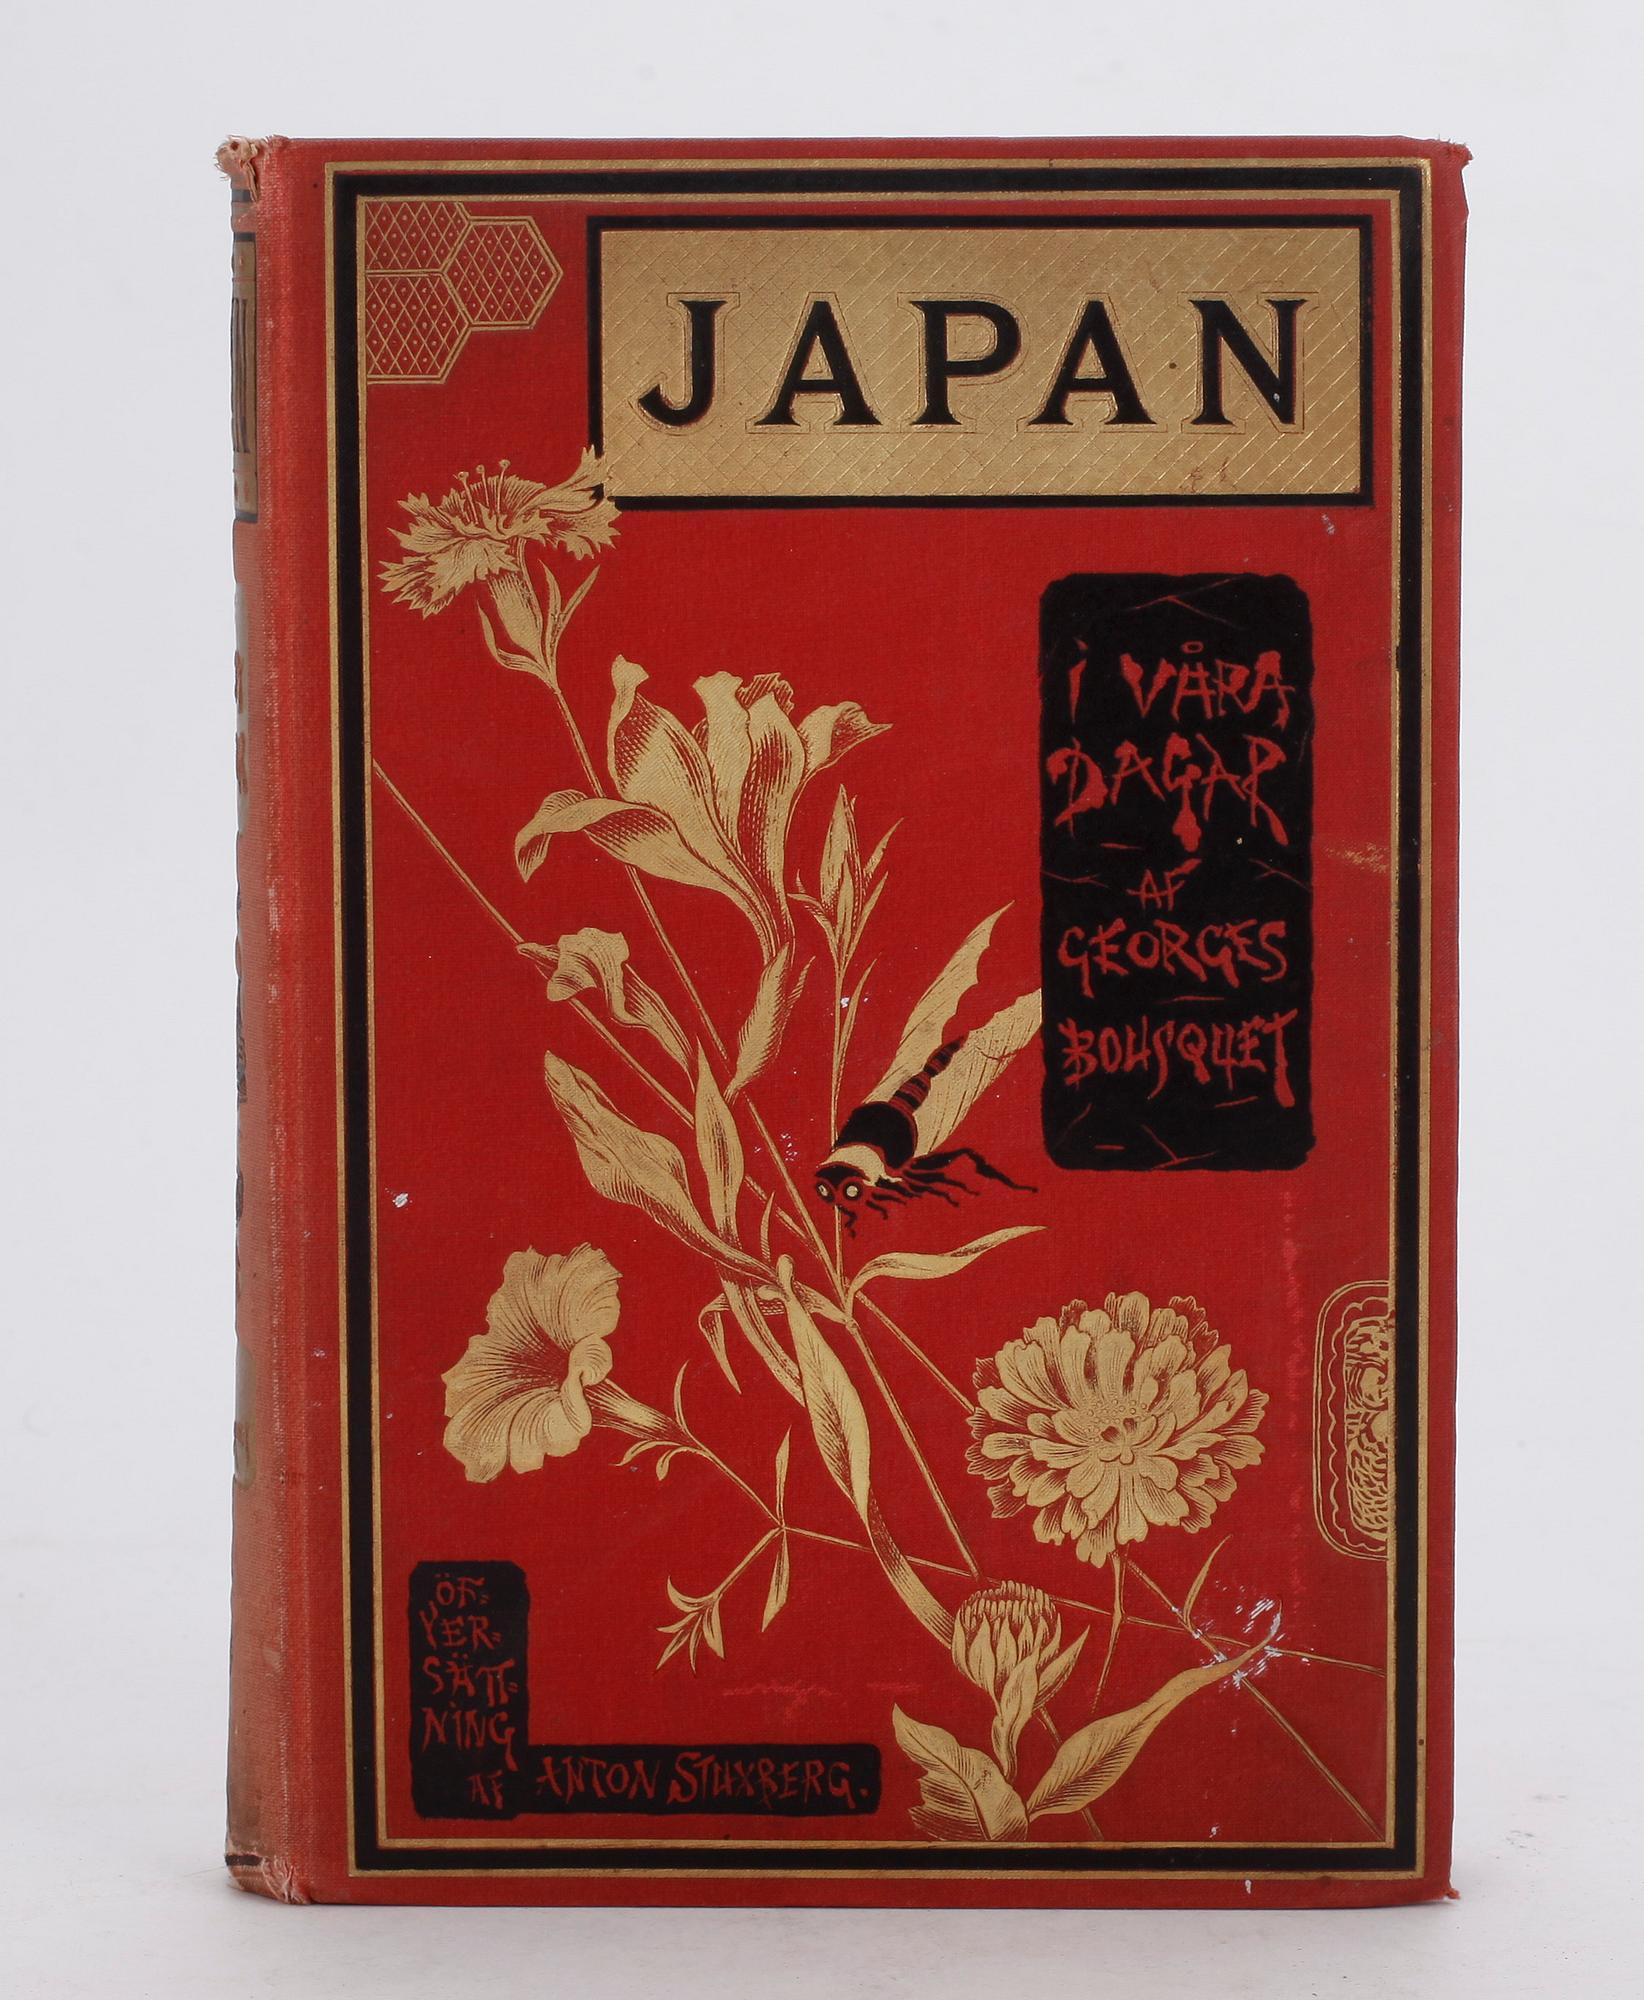 JAPAN
i VÅRA
DAGAR
AF
GEORGES
BOUSQUET
ÖF-
VER-
SÄTT-
NiNG
AF ANTON STUXBERG.